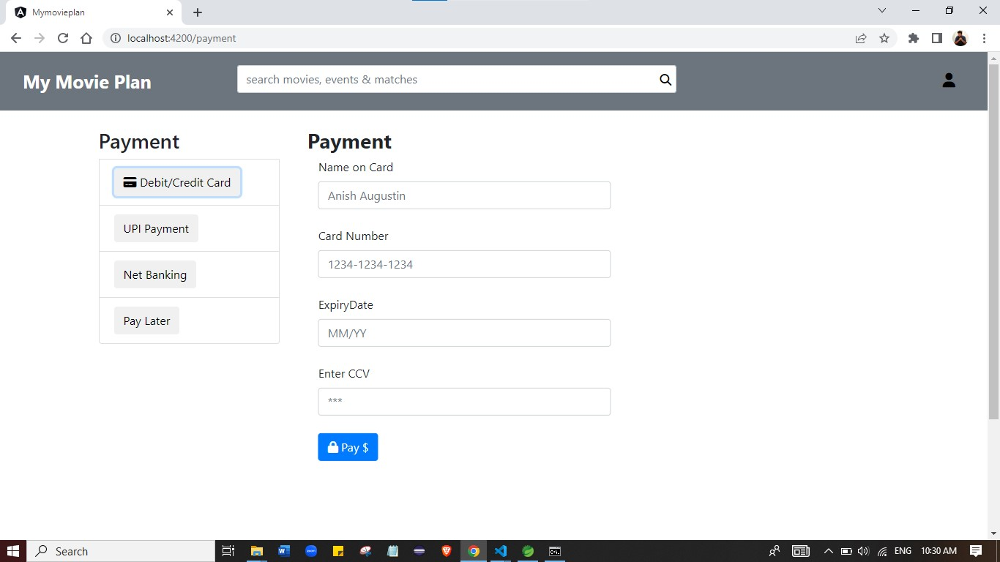 Mymovieplan
localhost:4200/payment
My Movie Plan
search movies, events & matches
Payment
Debit/Credit Card
UPI Payment
Net Banking
Pay Later
Payment
Name on Card
Anish Augustin
Card Number
1234-1234-1234
ExpiryDate
MM/YY
Enter CCV
***
Pay $
Search
ENG
10:30 AM